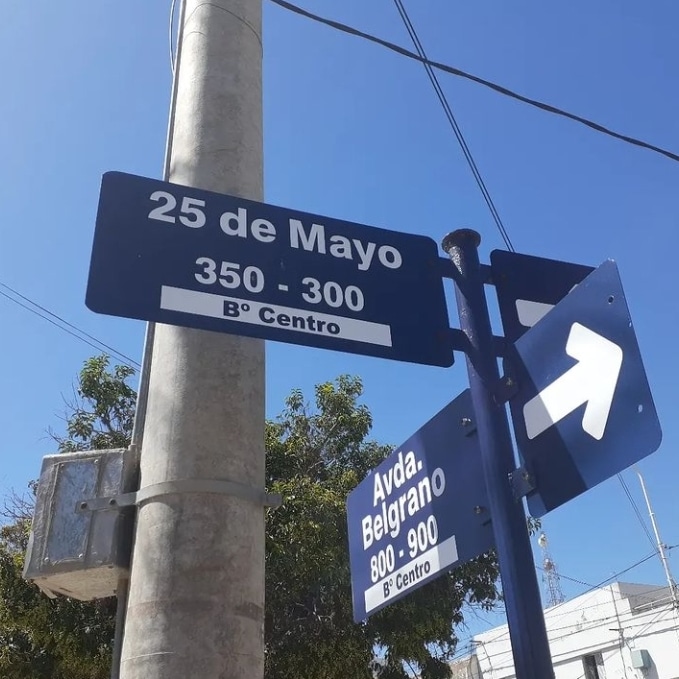 25 de Mayo
350 - 300
Bº Centro
Avda.
Belgrano
800 - 900
Bº Centro